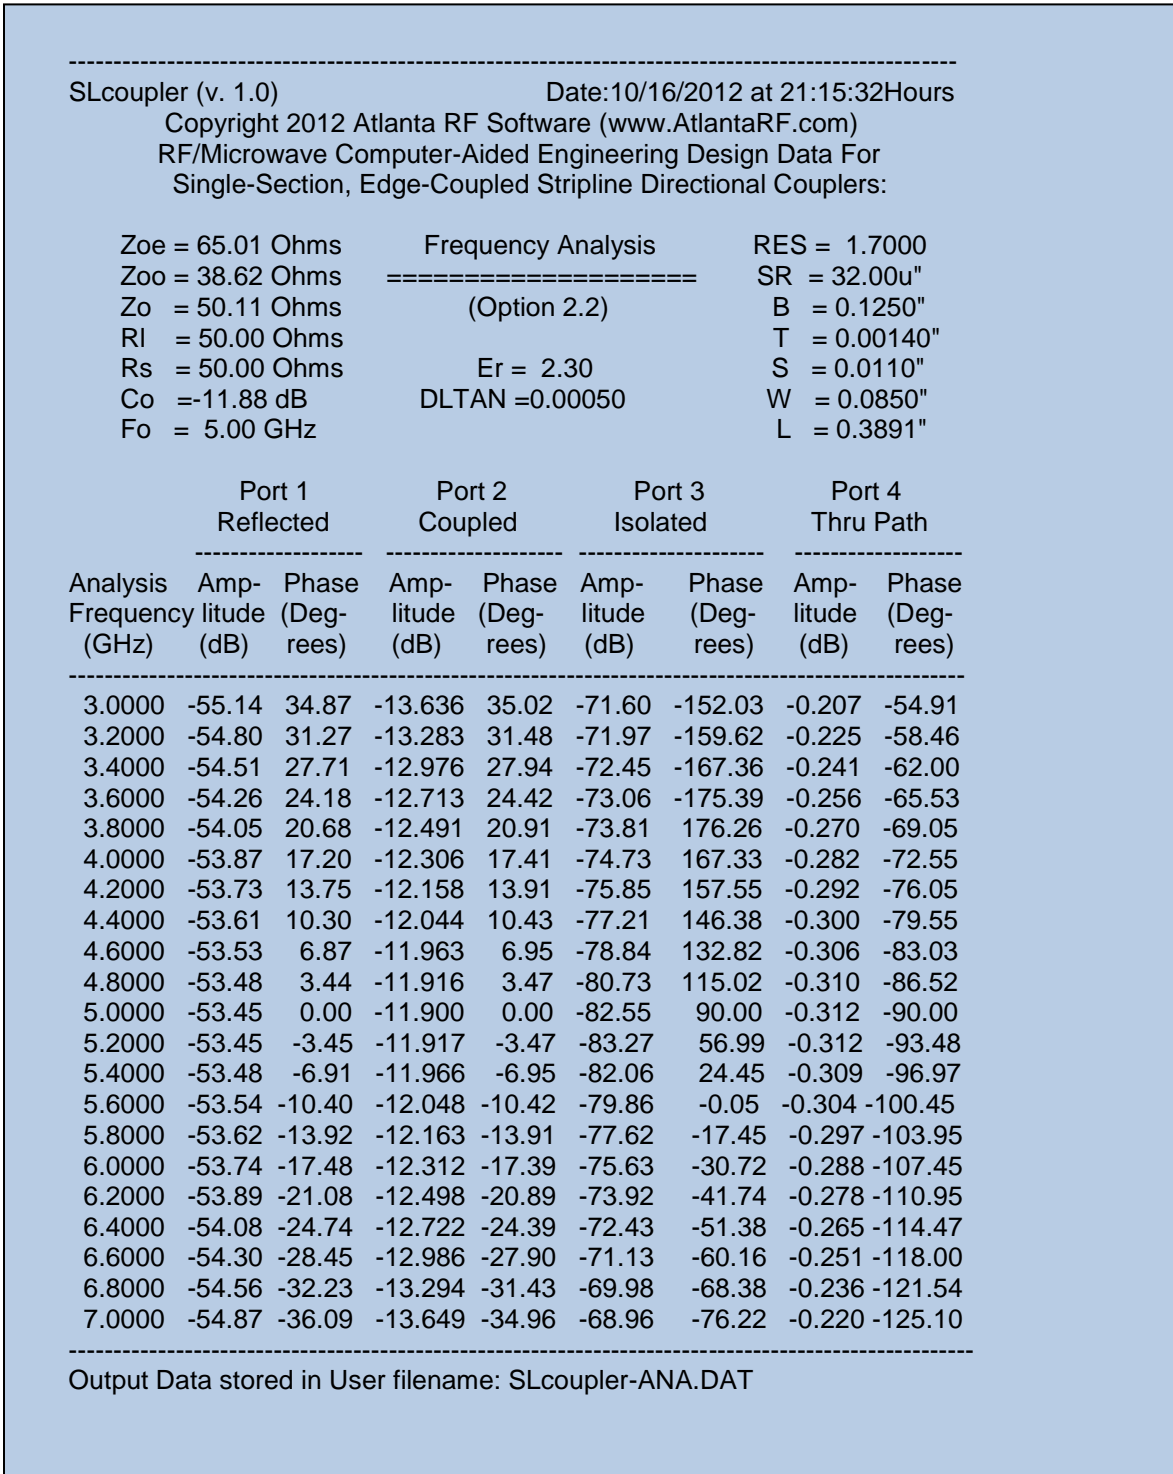 -----------------------------------------------------------------------------------------------------
SLcoupler (v. 1.0) Date:10/16/2012 at 21:15:32Hours
Copyright 2012 Atlanta RF Software (www.AtlantaRF.com)
RF/Microwave Computer-Aided Engineering Design Data For
Single-Section, Edge-Coupled Stripline Directional Couplers:
Zoe = 65.01 Ohms Frequency Analysis RES = 1.7000
Zoo = 38.62 Ohms ==================== SR = 32.00u"
Zo = 50.11 Ohms (Option 2.2) B = 0.1250"
Rl = 50.00 Ohms T = 0.00140"
Rs = 50.00 Ohms Er = 2.30 S = 0.0110"
Co =-11.88 dB DLTAN =0.00050 W = 0.0850"
Fo = 5.00 GHz L = 0.3891"
Port 1 Port 2 Port 3 Port 4
Reflected Coupled Isolated Thru Path
------------------- -------------------- --------------------- -------------------
Analysis Amp- Phase Amp- Phase Amp- Phase Amp- Phase
Frequency litude (Deg- litude (Deg- litude (Deg- litude (Deg-
(GHz) (dB) rees) (dB) rees) (dB) rees) (dB) rees)
------------------------------------------------------------------------------------------------------
3.0000 -55.14 34.87 -13.636 35.02 -71.60 -152.03 -0.207 -54.91
3.2000 -54.80 31.27 -13.283 31.48 -71.97 -159.62 -0.225 -58.46
3.4000 -54.51 27.71 -12.976 27.94 -72.45 -167.36 -0.241 -62.00
3.6000 -54.26 24.18 -12.713 24.42 -73.06 -175.39 -0.256 -65.53
3.8000 -54.05 20.68 -12.491 20.91 -73.81 176.26 -0.270 -69.05
4.0000 -53.87 17.20 -12.306 17.41 -74.73 167.33 -0.282 -72.55
4.2000 -53.73 13.75 -12.158 13.91 -75.85 157.55 -0.292 -76.05
4.4000 -53.61 10.30 -12.044 10.43 -77.21 146.38 -0.300 -79.55
4.6000 -53.53 6.87 -11.963 6.95 -78.84 132.82 -0.306 -83.03
4.8000 -53.48 3.44 -11.916 3.47 -80.73 115.02 -0.310 -86.52
5.0000 -53.45 0.00 -11.900 0.00 -82.55 90.00 -0.312 -90.00
5.2000 -53.45 -3.45 -11.917 -3.47 -83.27 56.99 -0.312 -93.48
5.4000 -53.48 -6.91 -11.966 -6.95 -82.06 24.45 -0.309 -96.97
5.6000 -53.54 -10.40 -12.048 -10.42 -79.86 -0.05 -0.304 -100.45
5.8000 -53.62 -13.92 -12.163 -13.91 -77.62 -17.45 -0.297 -103.95
6.0000 -53.74 -17.48 -12.312 -17.39 -75.63 -30.72 -0.288 -107.45
6.2000 -53.89 -21.08 -12.498 -20.89 -73.92 -41.74 -0.278 -110.95
6.4000 -54.08 -24.74 -12.722 -24.39 -72.43 -51.38 -0.265 -114.47
6.6000 -54.30 -28.45 -12.986 -27.90 -71.13 -60.16 -0.251 -118.00
6.8000 -54.56 -32.23 -13.294 -31.43 -69.98 -68.38 -0.236 -121.54
7.0000 -54.87 -36.09 -13.649 -34.96 -68.96 -76.22 -0.220 -125.10
-------------------------------------------------------------------------------------------------------
Output Data stored in User filename: SLcoupler-ANA.DAT